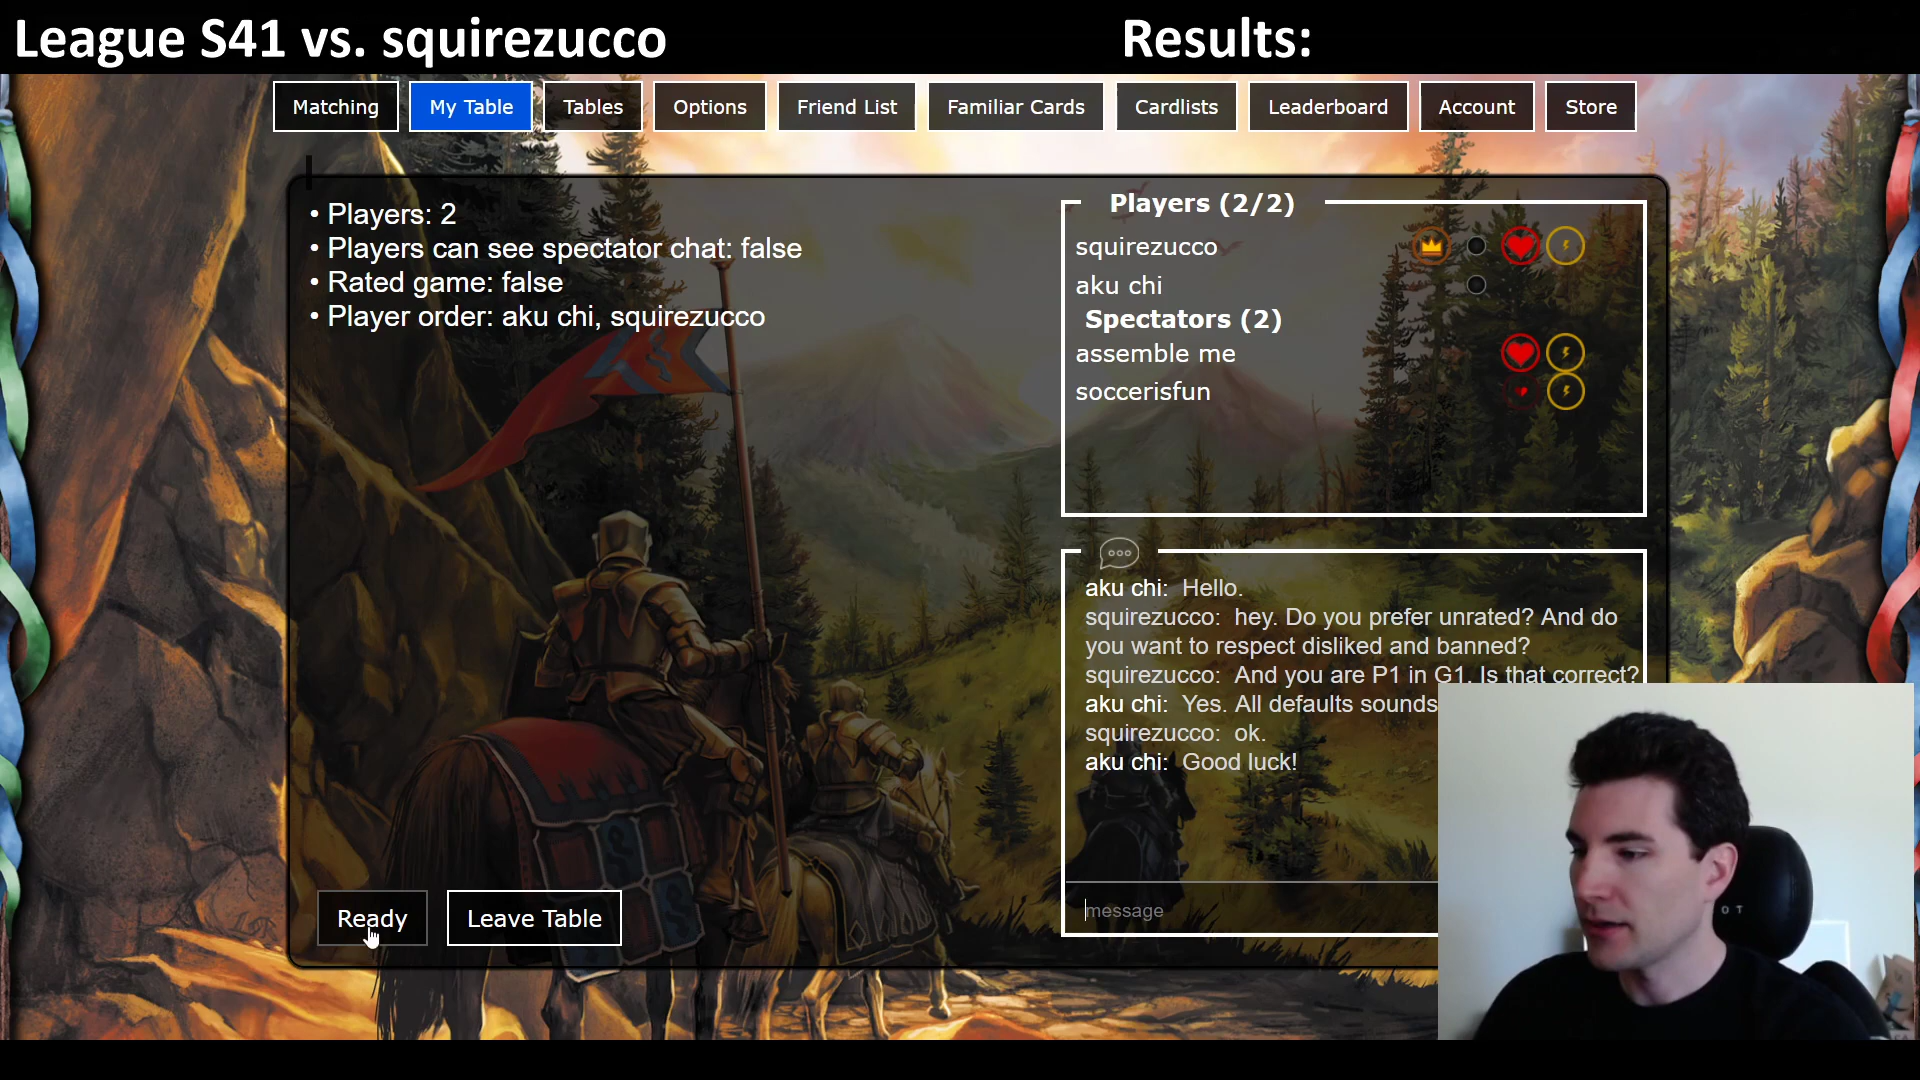 League S41 vs. squirezucco
Results:
Matching
My Table
Tables
Options
Friend List
Familiar Cards
Cardlists
Leaderboard
Account
Store
• Players: 2
• Players can see spectator chat: false
• Rated game: false
• Player order: aku chi, squirezucco
Players (2/2)
squirezucco
aku chi
Spectators (2)
assemble me
soccerisfun
aku chi: Hello.
squirezucco: hey. Do you prefer unrated? And do
you want to respect disliked and banned?
squirezucco: And you are P1 in G1. Is that correct?
aku chi: Yes. All defaults sounds
squirezucco: ok.
aku chi: Good luck!
message
Ready
Leave Table